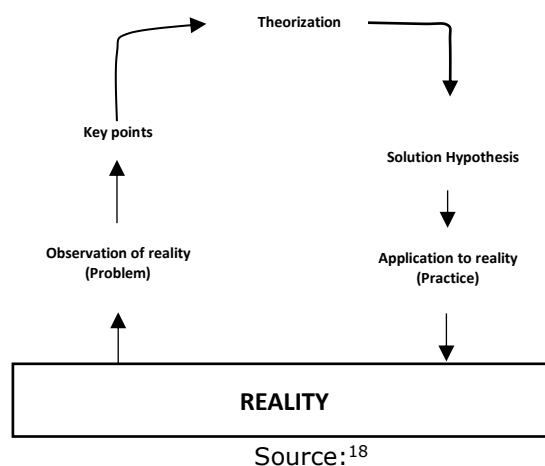 Theorization
Key points
Solution Hypothesis
Observation of reality
(Problem)
Application to reality
(Practice)
REALITY
Source:18